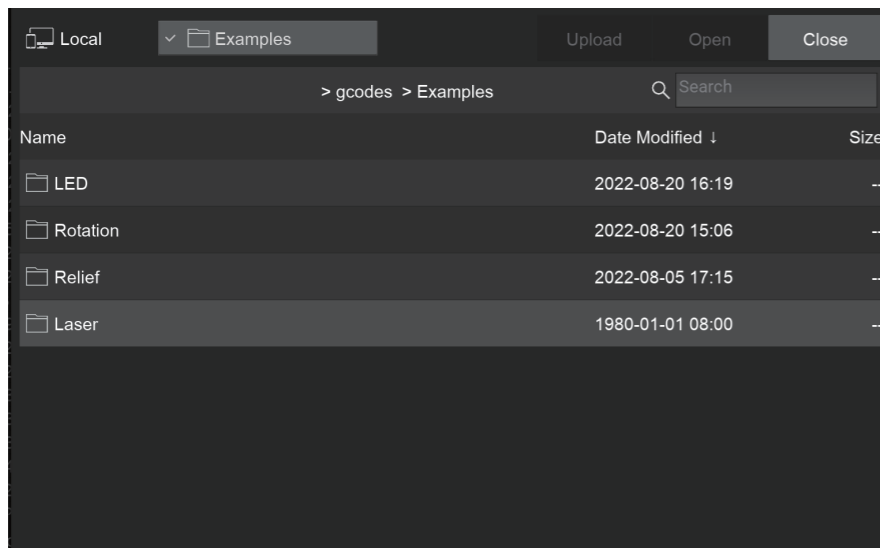 Local Examples Upload Open Close
> gcodes > Examples Search
Name Date Modified ↓ Size
LED 2022-08-20 16:19 --
Rotation 2022-08-20 15:06 --
Relief 2022-08-05 17:15 --
Laser 1980-01-01 08:00 --